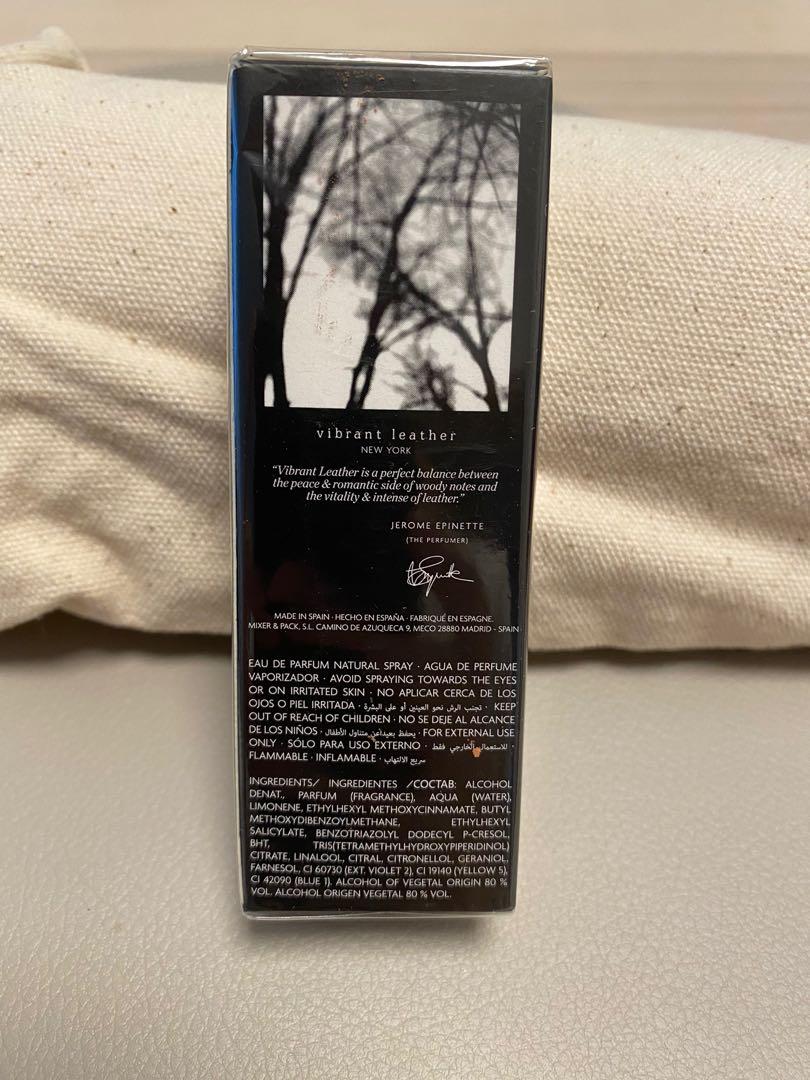 vibrant leather
NEW YORK
“Vibrant Leather is a perfect balance between
the peace & romantic side of woody notes and
the vitality & intense of leather.”
JEROME EPINETTE
(THE PERFUMER)
MADE IN SPAIN · HECHO EN ESPAÑA · FABRIQUÉ EN ESPAGNE.
MIXER & PACK, S.L. CAMINO DE AZUQUECA 9, MECO 28880 MADRID - SPAIN
EAU DE PARFUM NATURAL SPRAY · AGUA DE PERFUME
VAPORIZADOR · AVOID SPRAYING TOWARDS THE EYES
OR ON IRRITATED SKIN · NO APLICAR CERCA DE LOS
OJOS O PIEL IRRITADA · تجنب الرش نحو العينين أو على البشرة · KEEP
OUT OF REACH OF CHILDREN · NO SE DEJE AL ALCANCE
DE LOS NIÑOS · يحفظ بعيداعن متناول الأطفال · FOR EXTERNAL USE
ONLY · SÓLO PARA USO EXTERNO · للاستعمال الخارجي فقط ·
FLAMMABLE · INFLAMABLE · سريع الالتهاب
INGREDIENTS/ INGREDIENTES /COCTAB: ALCOHOL
DENAT., PARFUM (FRAGRANCE), AQUA (WATER),
LIMONENE, ETHYLHEXYL METHOXYCINNAMATE, BUTYL
METHOXYDIBENZOYLMETHANE, ETHYLHEXYL
SALICYLATE, BENZOTRIAZOLYL DODECYL P-CRESOL,
BHT, TRIS(TETRAMETHYLHYDROXYPIPERIDINOL)
CITRATE, LINALOOL, CITRAL, CITRONELLOL, GERANIOL,
FARNESOL, CI 60730 (EXT. VIOLET 2), CI 19140 (YELLOW 5),
CI 42090 (BLUE 1). ALCOHOL OF VEGETAL ORIGIN 80 %
VOL. ALCOHOL ORIGEN VEGETAL 80 % VOL.